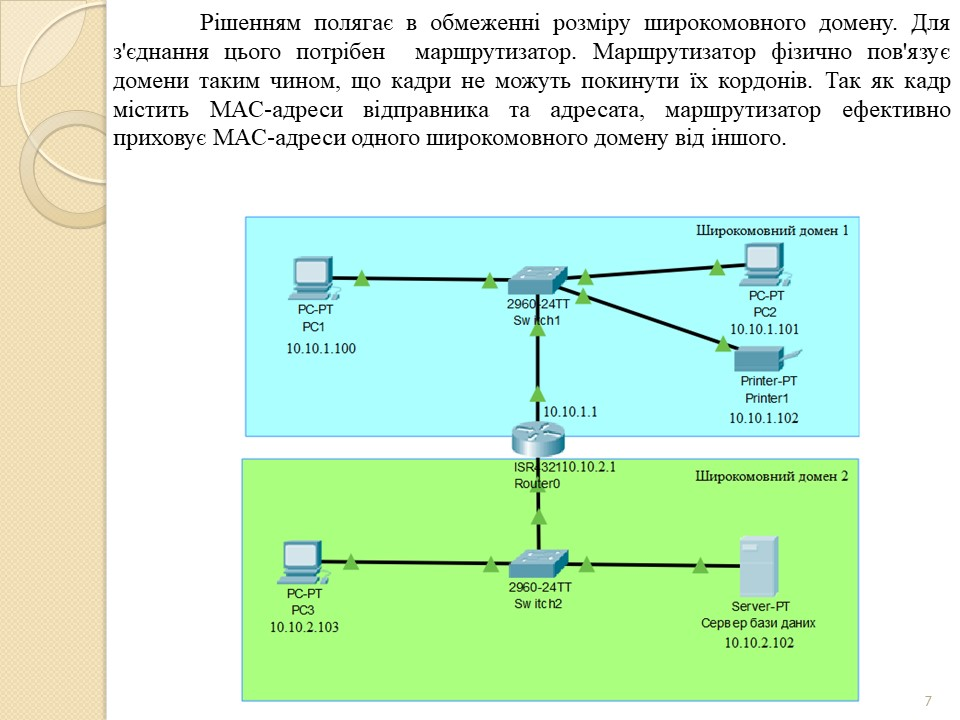 Рішенням полягає в обмеженні розміру широкомовного домену. Для
з'єднання цього потрібен маршрутизатор. Маршрутизатор фізично пов'язує
домени таким чином, що кадри не можуть покинути їх кордонів. Так як кадр
містить MAC-адреси відправника та адресата, маршрутизатор ефективно
приховує MAC-адреси одного широкомовного домену від іншого.
Широкомовний домен 1
PC-PT
PC1
10.10.1.100
2960-24TT
Switch1
PC-PT
PC2
10.10.1.101
Printer-PT
Printer1
10.10.1.102
10.10.1.1
ISR4321
10.10.2.1
Router0
Широкомовний домен 2
PC-PT
PC3
10.10.2.103
2960-24TT
Switch2
Server-PT
Сервер бази даних
10.10.2.102
7